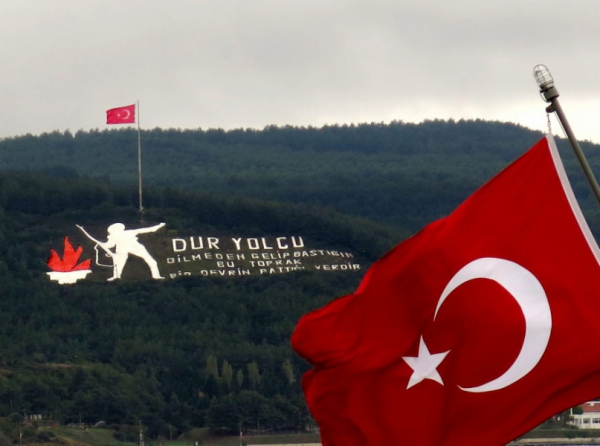 DUR YOLCU
BİLMEDEN GELİP BASTIĞIN
BU TOPRAK
BİR DEVRİN BATTIĞI YERDİR